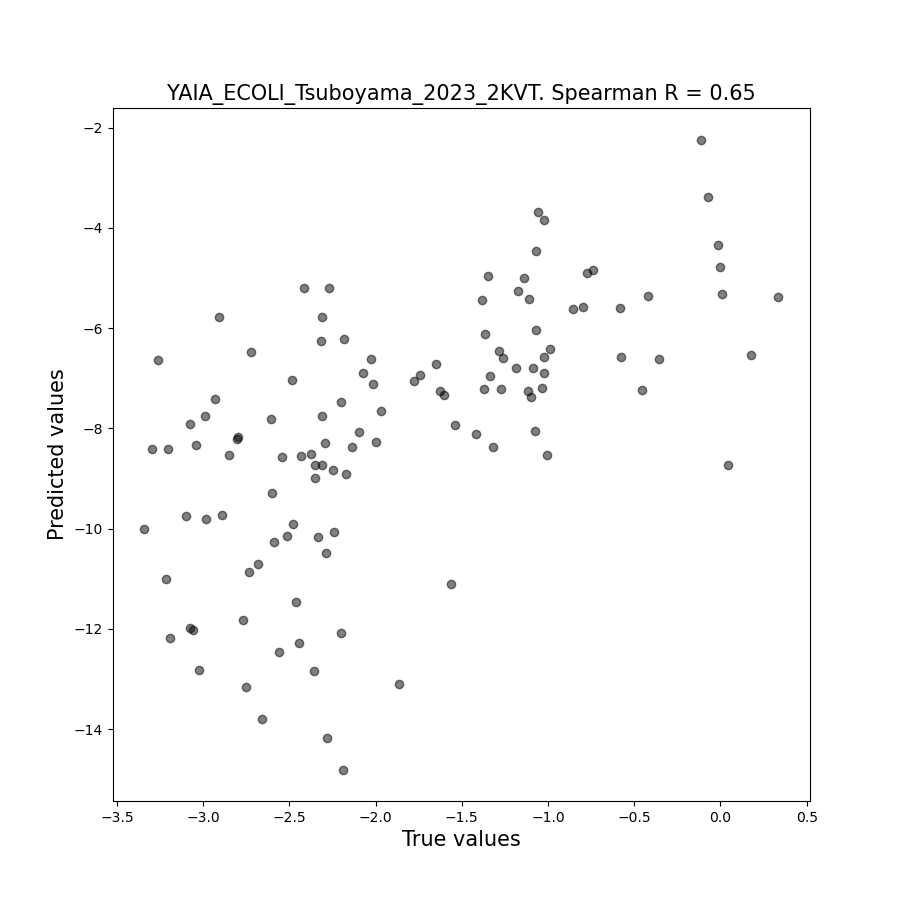 YAIA_ECOLI_Tsuboyama_2023_2KVT. Spearman R = 0.65
−2
−4
−6
−8
−10
−12
−14
Predicted values
−3.5 −3.0 −2.5 −2.0 −1.5 −1.0 −0.5 0.0 0.5
True values